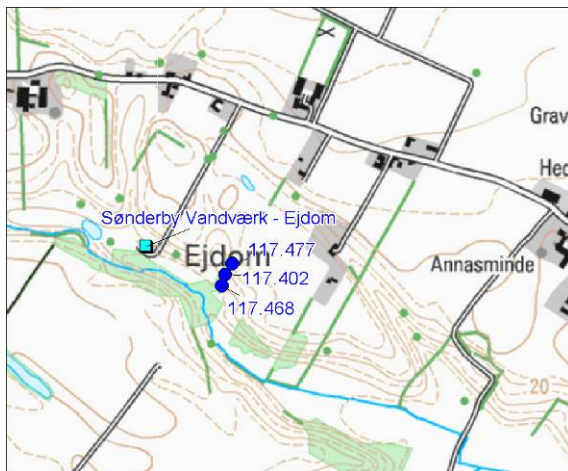 Grav
Hed
Sønderby Vandværk - Ejdom
Ejdom
117.477
117.402
117.468
Annasminde
20